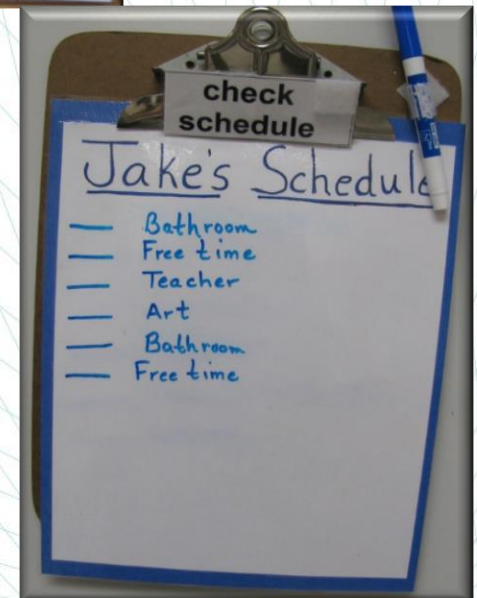 check
schedule
Jake's Schedule
— Bathroom
— Free time
— Teacher
— Art
— Bathroom
— Free time